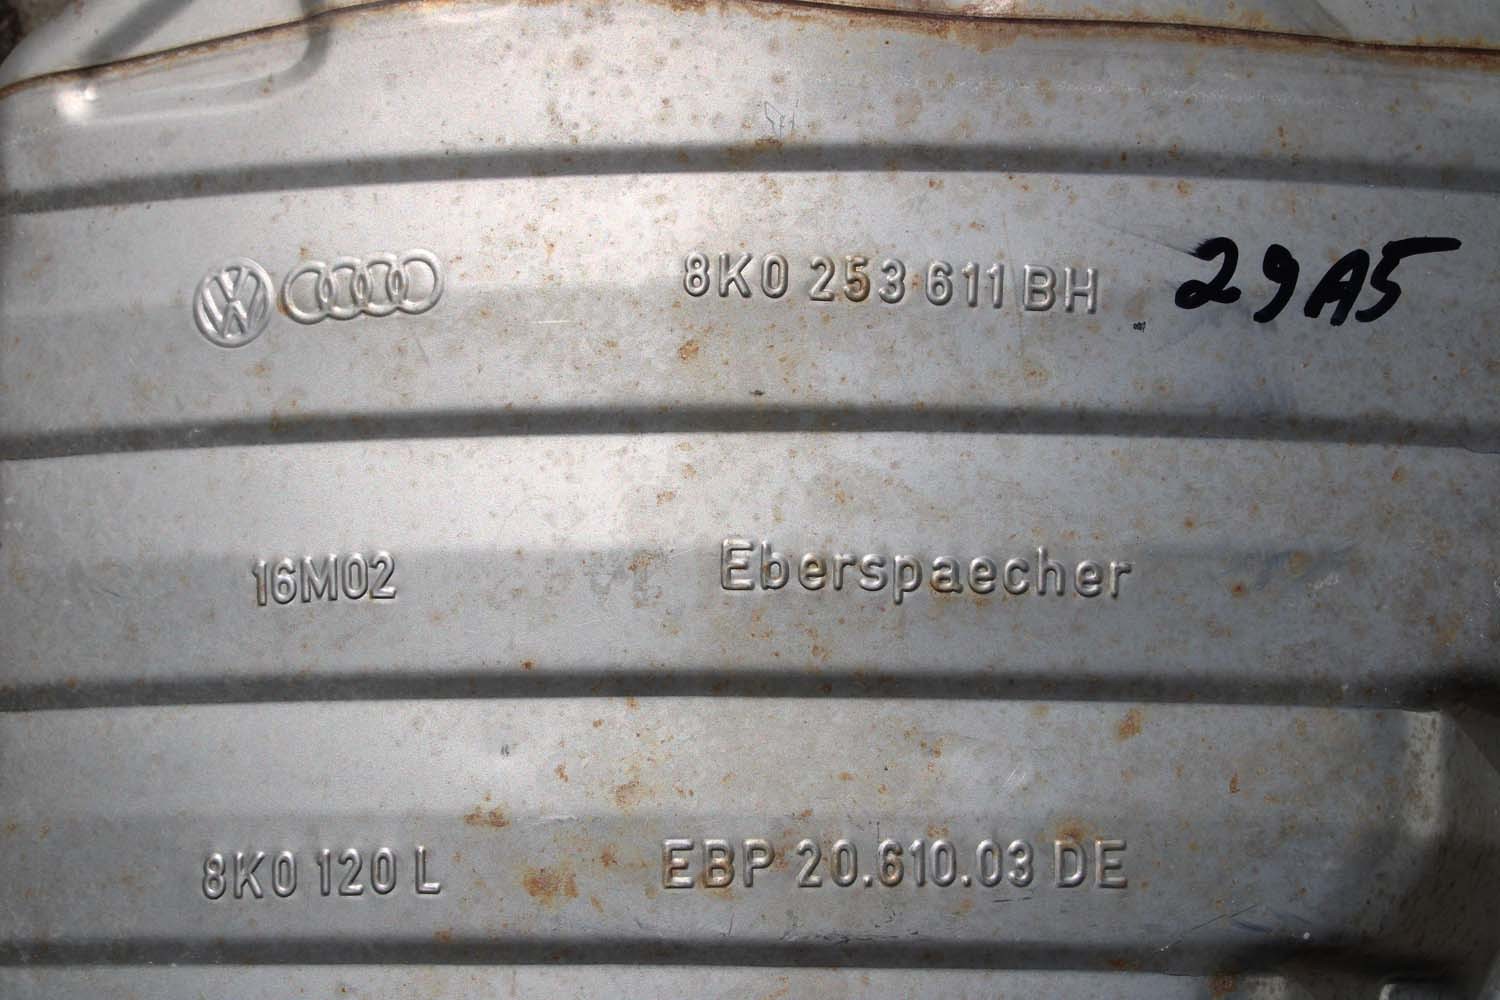 8K0 253 611 BH 29A5
16M02 Eberspaecher
8K0 120 L EBP 20.610.03 DE